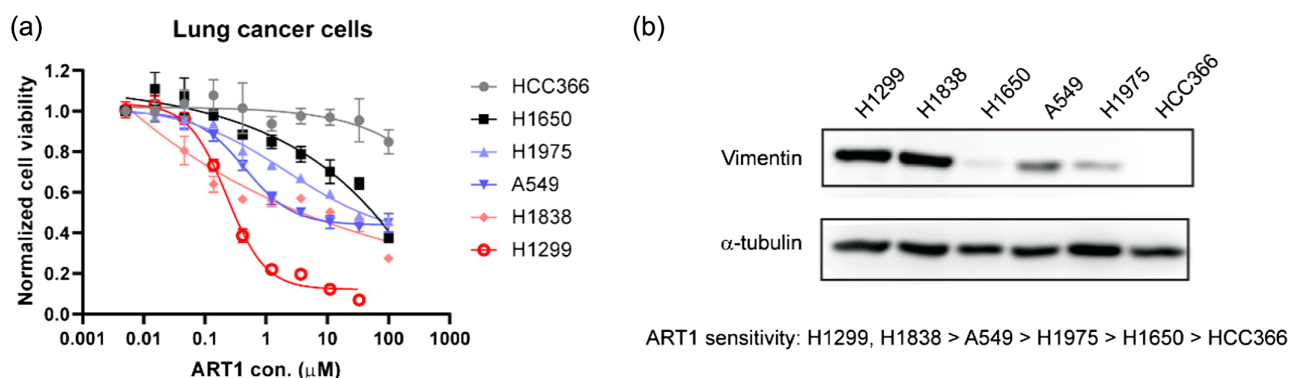 (a)
Lung cancer cells
Normalized cell viability
1.2
1.0
0.8
0.6
0.4
0.2
0.0
0.001 0.01 0.1 1 10 100 1000
ART1 con. (μM)
HCC366
H1650
H1975
A549
H1838
H1299
(b)
H1299 H1838 H1650 A549 H1975 HCC366
Vimentin
α-tubulin
ART1 sensitivity: H1299, H1838 > A549 > H1975 > H1650 > HCC366